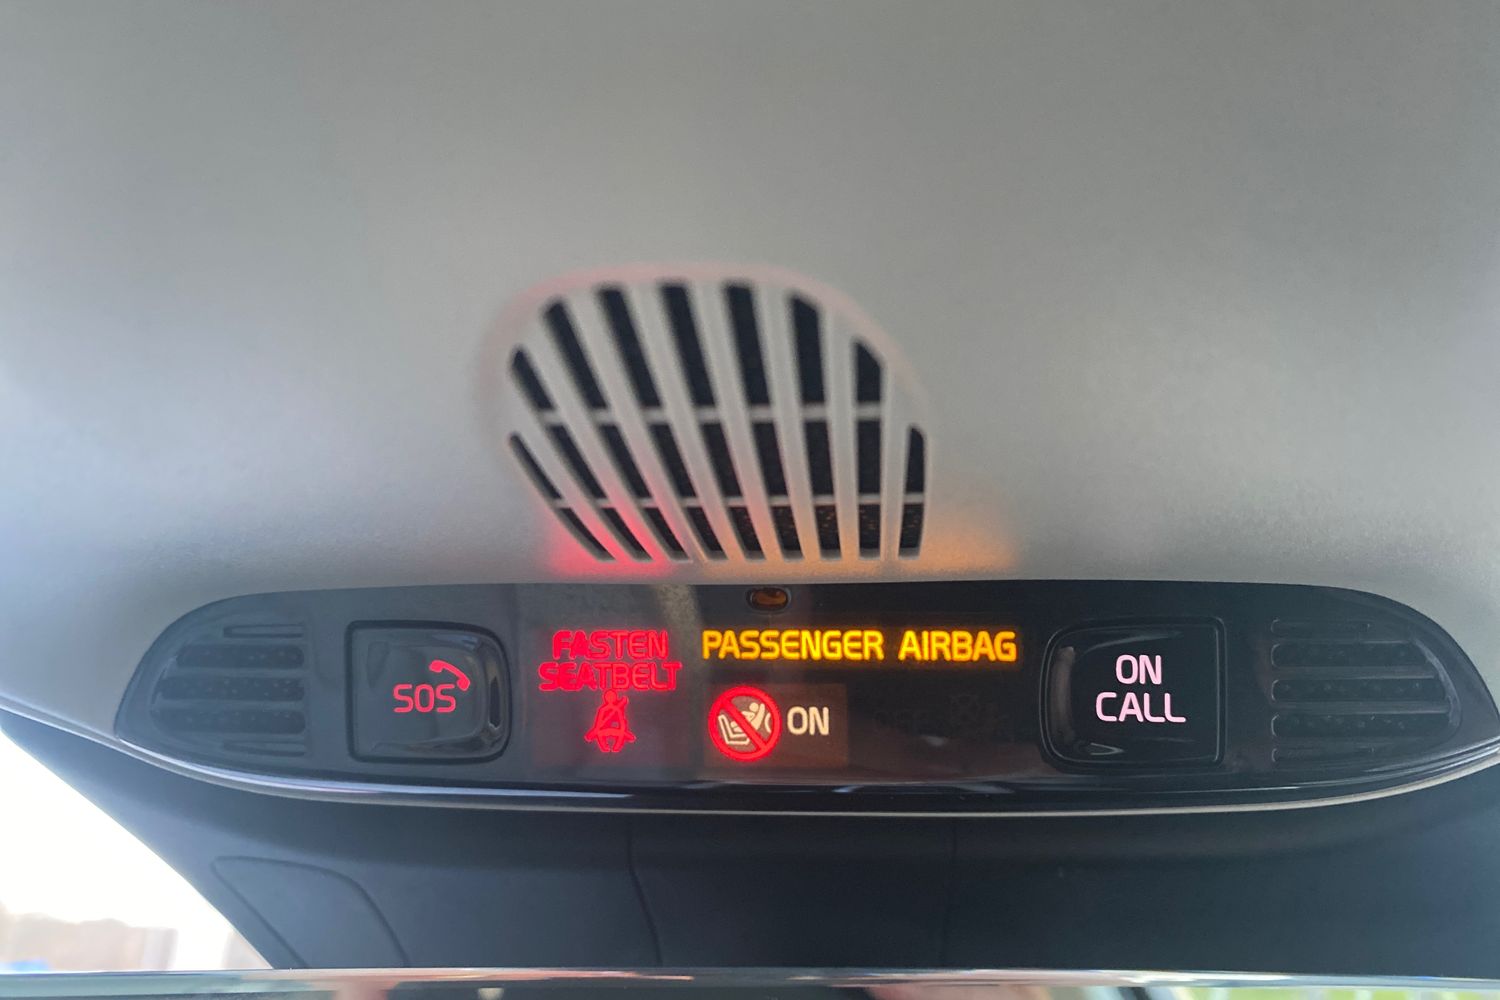 SOS
FASTEN
SEATBELT
PASSENGER AIRBAG
ON
ON
CALL